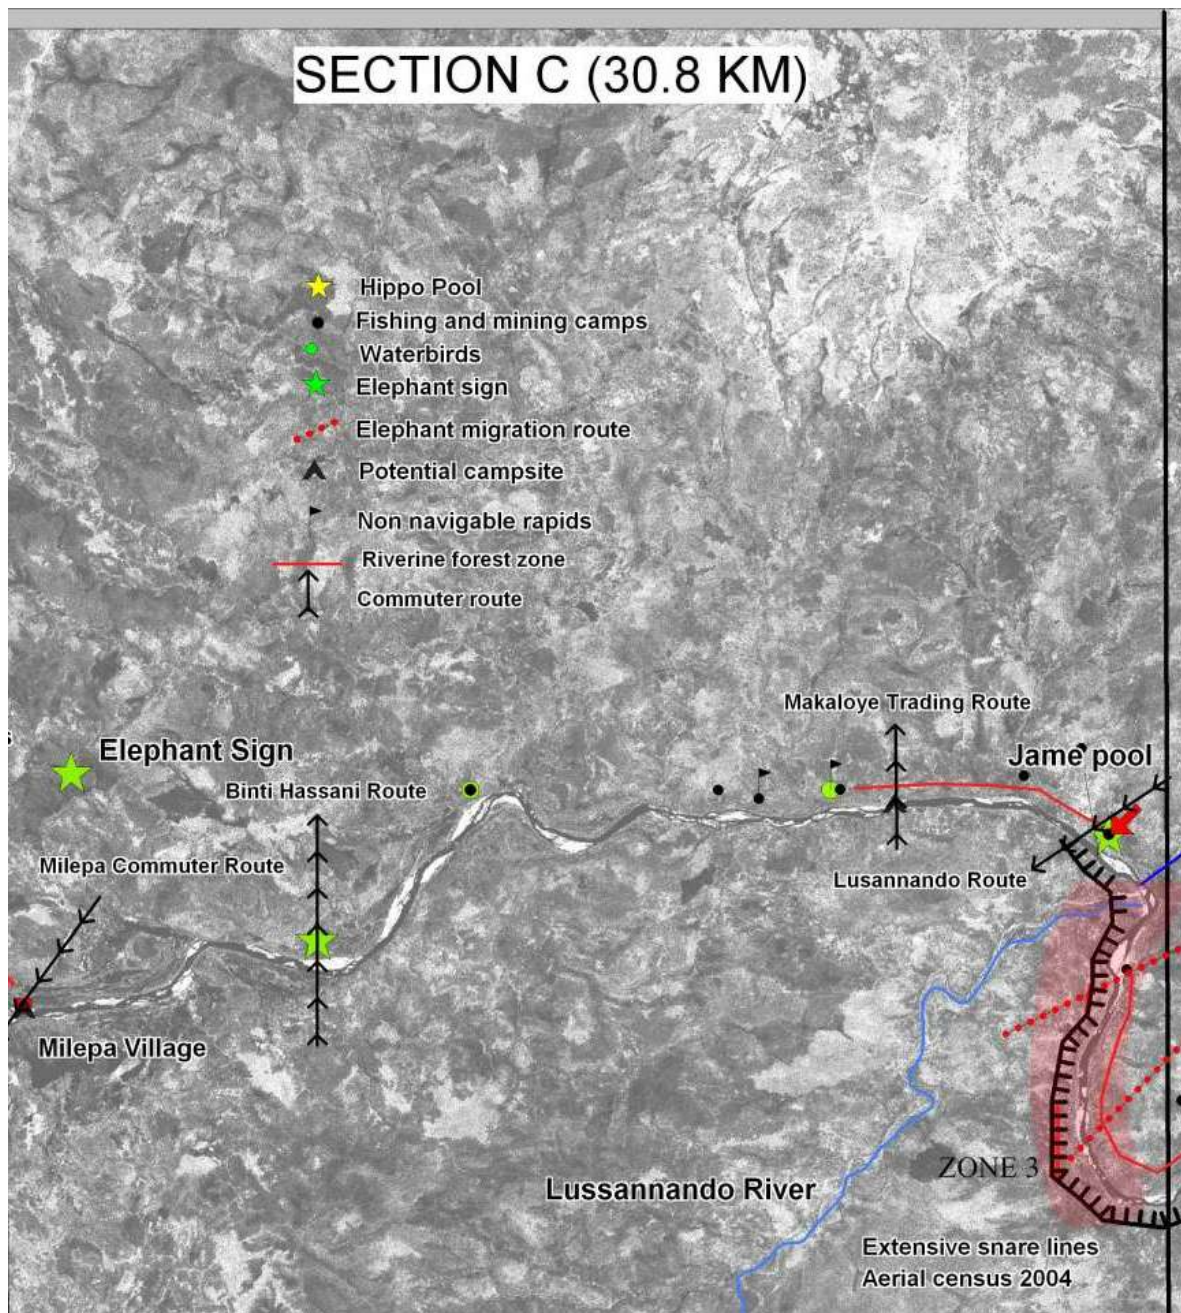 SECTION C (30.8 KM)
Hippo Pool
Fishing and mining camps
Waterbirds
Elephant sign
Elephant migration route
Potential campsite
Non navigable rapids
Riverine forest zone
Commuter route
Makaloye Trading Route
Elephant Sign
Jame pool
Binti Hassani Route
Milepa Commuter Route
Lusannando Route
Milepa Village
ZONE 3
Lussannando River
Extensive snare lines
Aerial census 2004